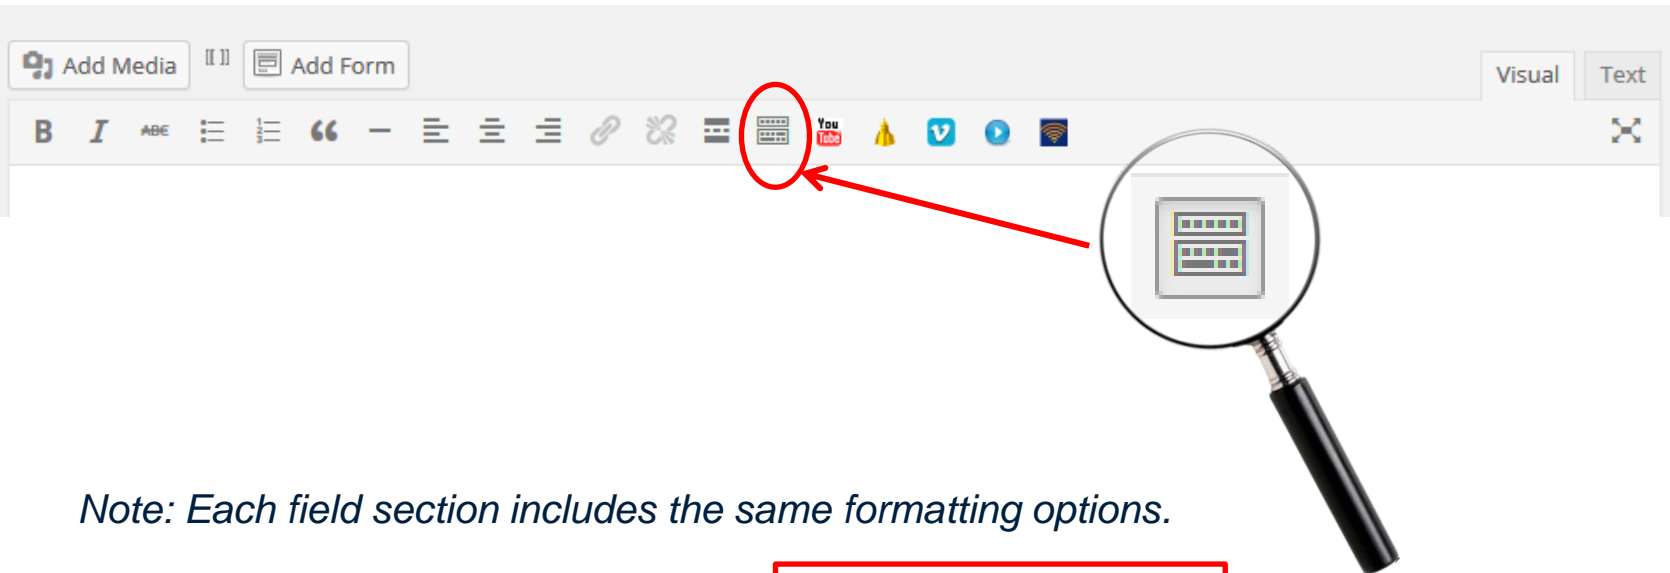 Add Media [[ ]] Add Form
Visual Text
B I ABC You Tube
Note: Each field section includes the same formatting options.